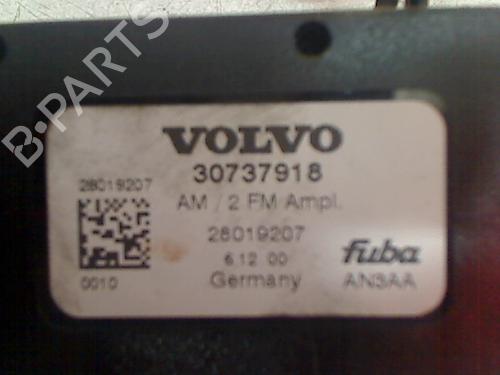 B-PARTS
VOLVO
30737918
28019207
AM / 2 FM Ampl.
28019207
6.12 00
fuba
0010
Germany
AN3AA